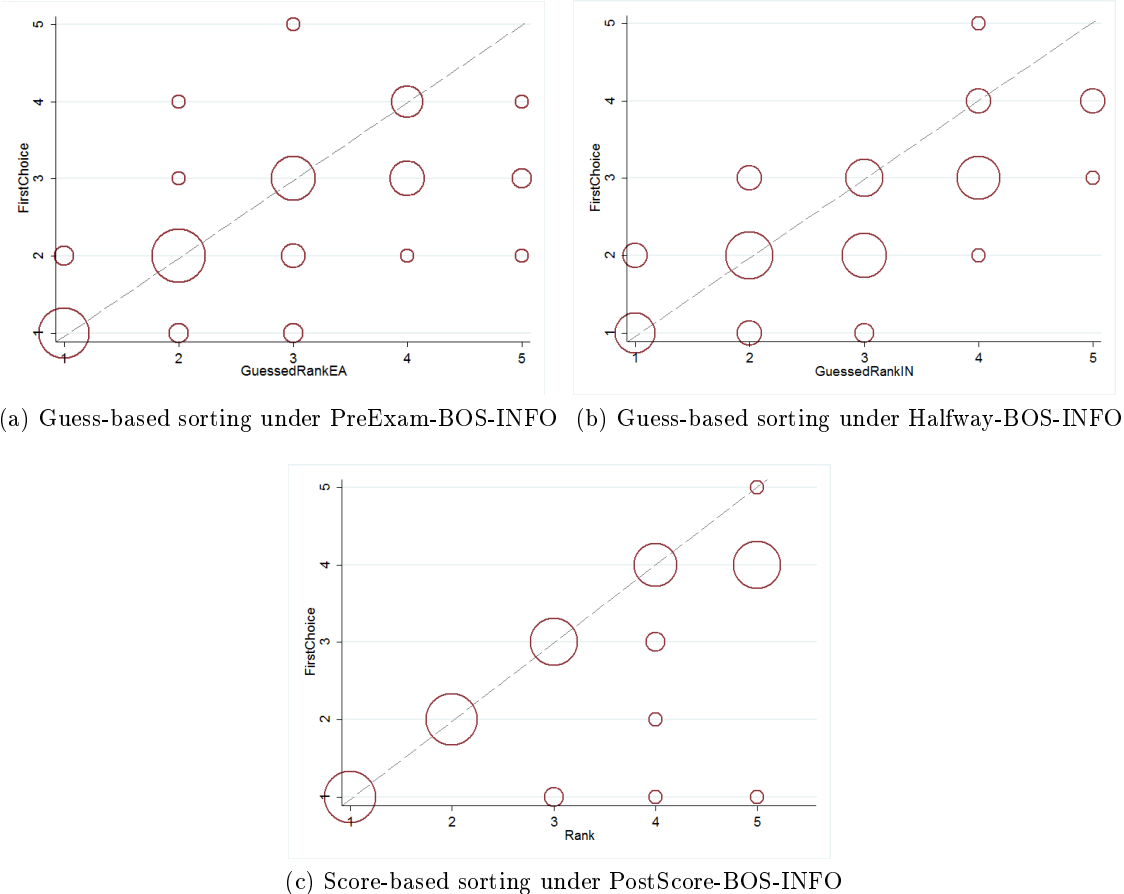 5
4
3
2
1
FirstChoice
1 2 3 4 5
GuessedRankEA
5
4
3
2
1
FirstChoice
1 2 3 4 5
GuessedRankIN
(a) Guess-based sorting under PreExam-BOS-INFO
(b) Guess-based sorting under Halfway-BOS-INFO
5
4
3
2
1
FirstChoice
1 2 3 4 5
Rank
(c) Score-based sorting under PostScore-BOS-INFO